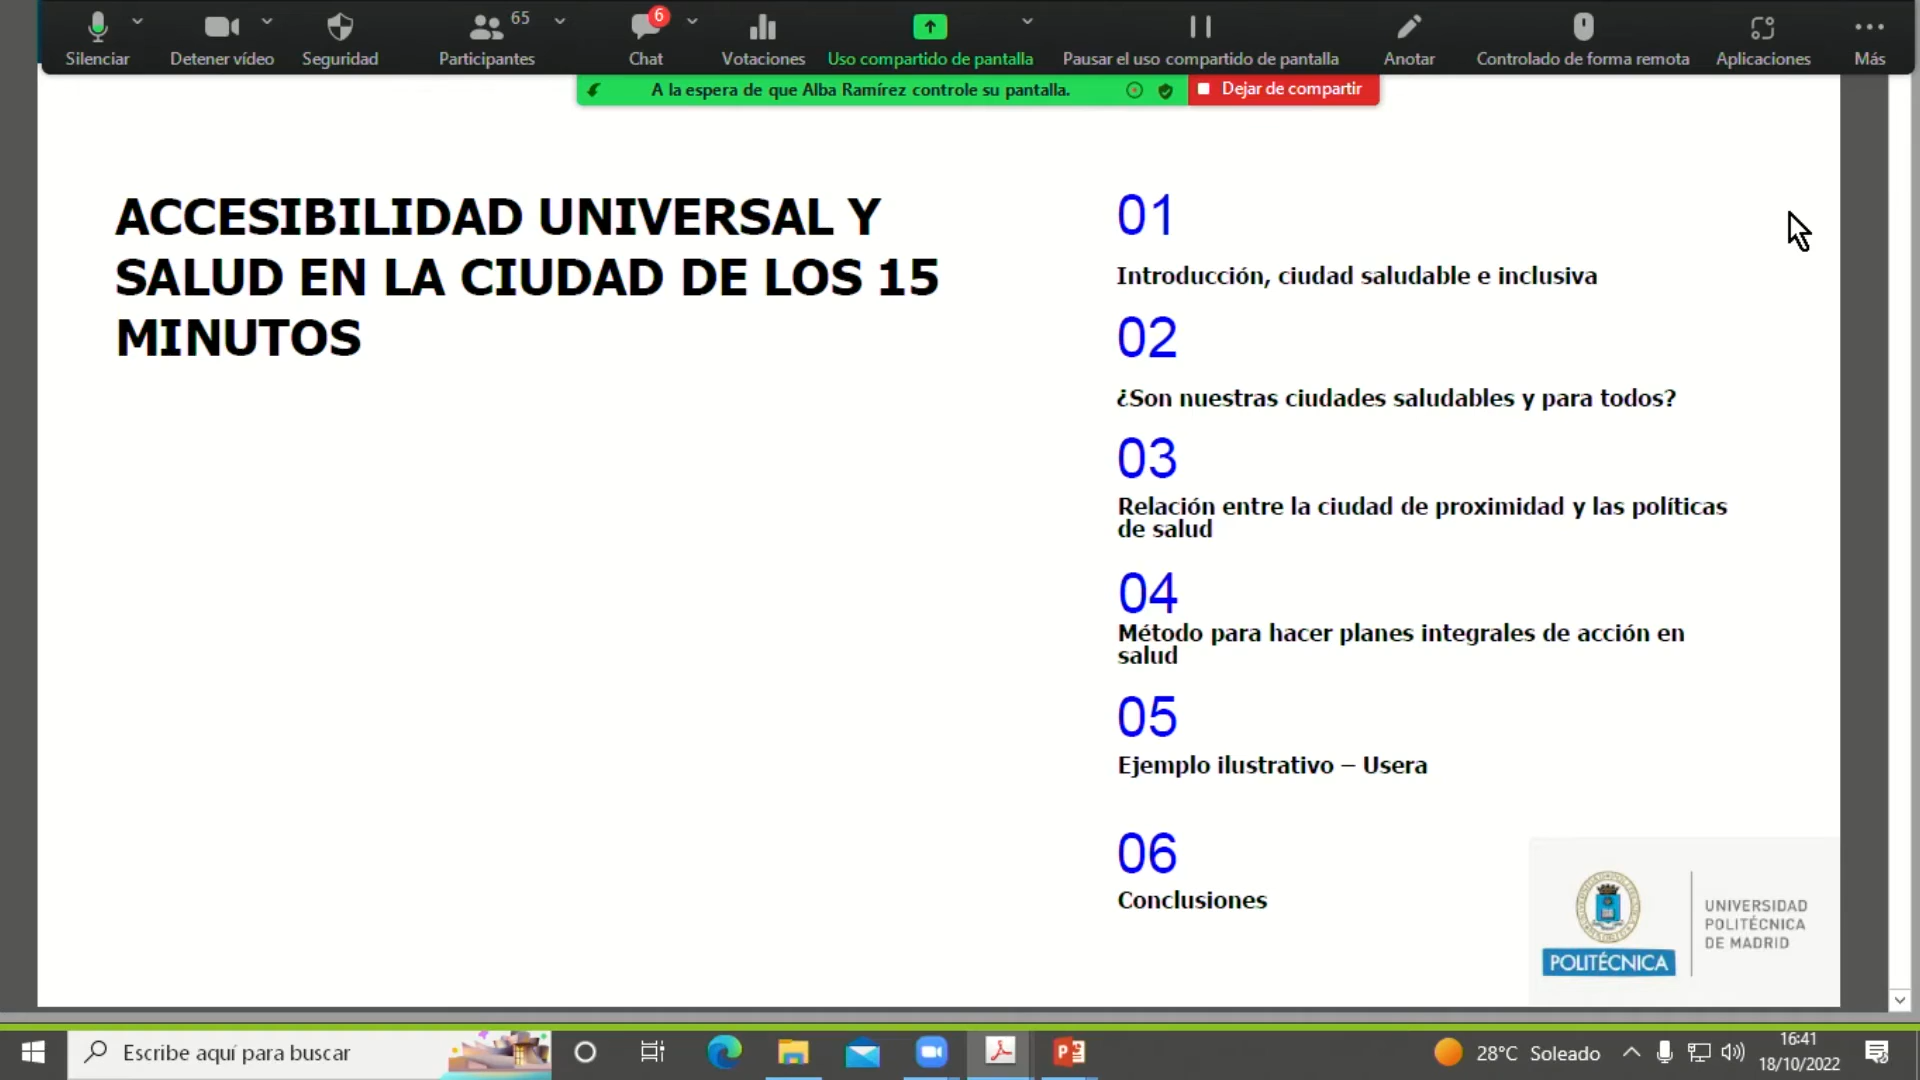 65
6
Silenciar
Detener vídeo
Seguridad
Participantes
Chat
Votaciones
Uso compartido de pantalla
Pausar el uso compartido de pantalla
Anotar
Controlado de forma remota
Aplicaciones
Más
A la espera de que Alba Ramírez controle su pantalla.
Dejar de compartir
ACCESIBILIDAD UNIVERSAL Y
SALUD EN LA CIUDAD DE LOS 15
MINUTOS
01
Introducción, ciudad saludable e inclusiva
02
¿Son nuestras ciudades saludables y para todos?
03
Relación entre la ciudad de proximidad y las políticas
de salud
04
Método para hacer planes integrales de acción en
salud
05
Ejemplo ilustrativo – Usera
06
Conclusiones
POLITÉCNICA
UNIVERSIDAD
POLITÉCNICA
DE MADRID
Escribe aquí para buscar
28°C Soleado
16:41
18/10/2022